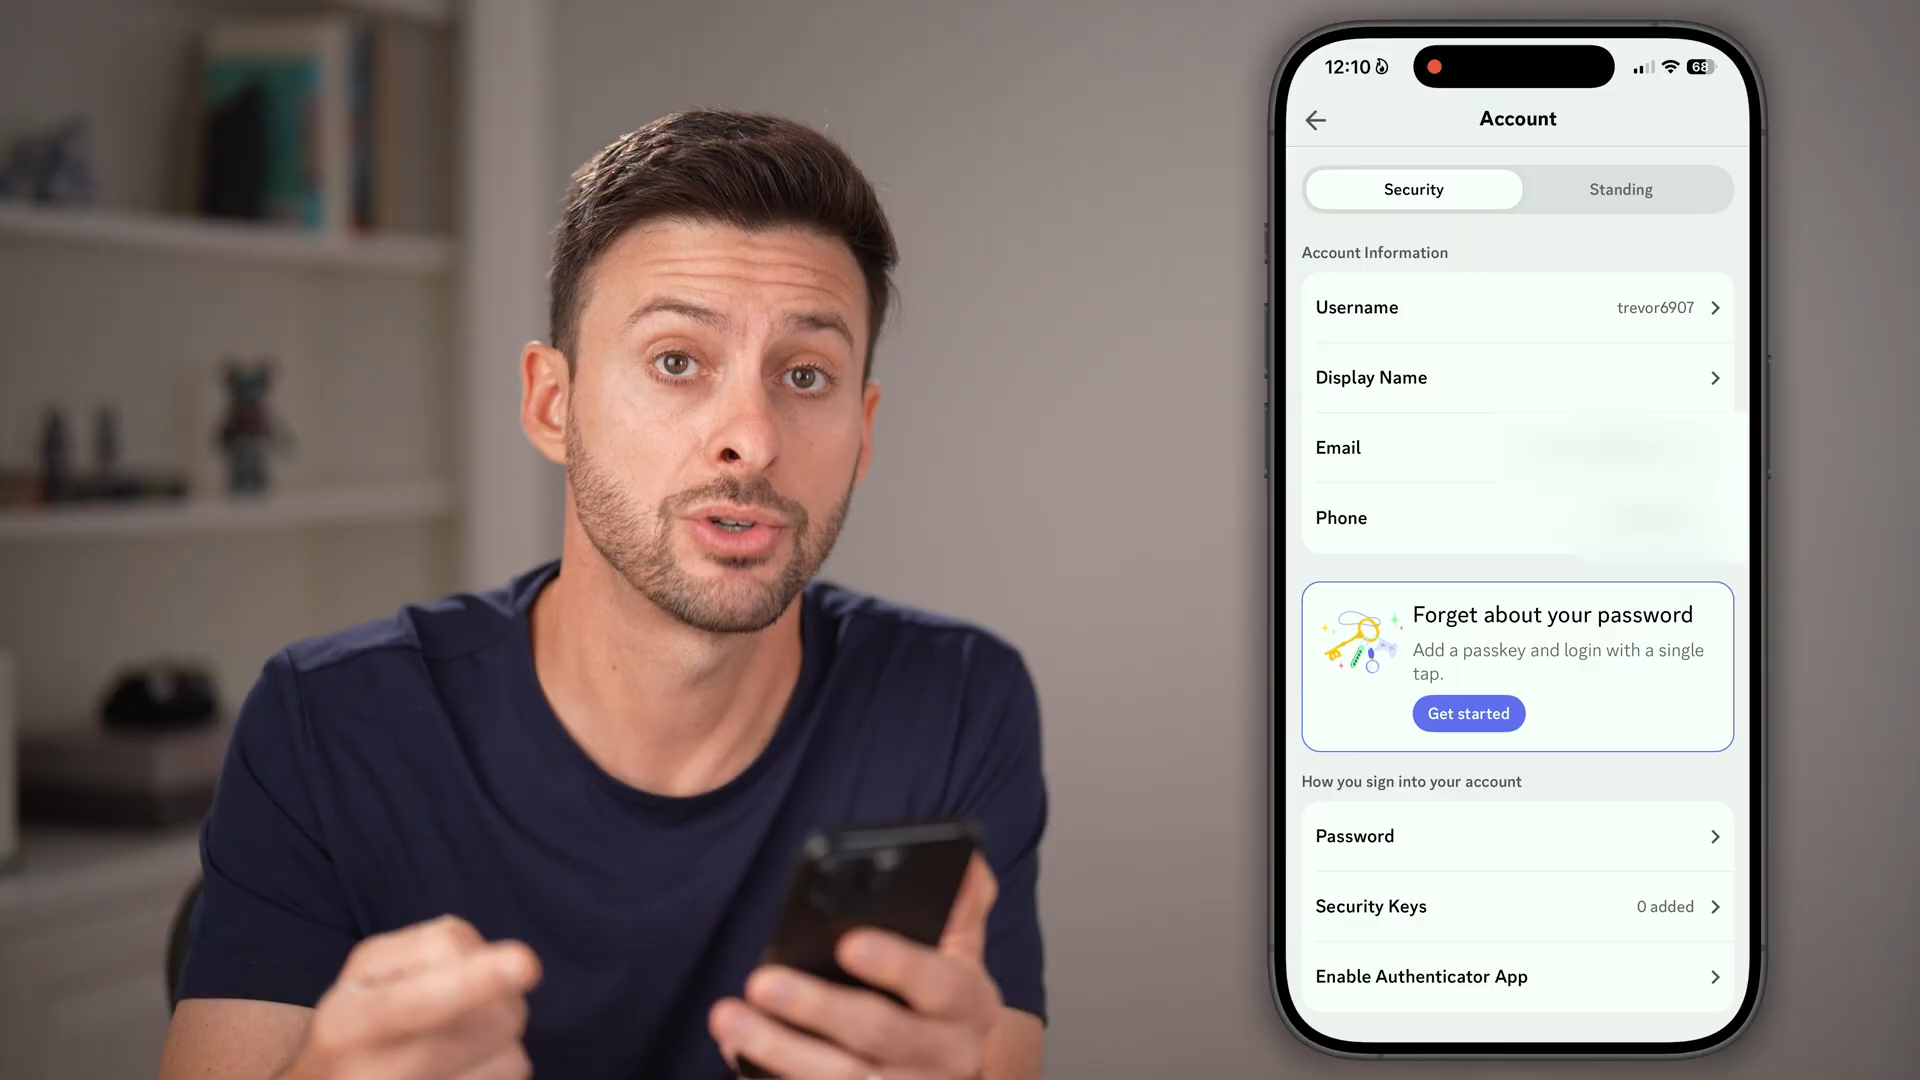 12:10
68
Account
Security
Standing
Account Information
Username
trevor6907
Display Name
Email
Phone
Forget about your password
Add a passkey and login with a single
tap.
Get started
How you sign into your account
Password
Security Keys
0 added
Enable Authenticator App